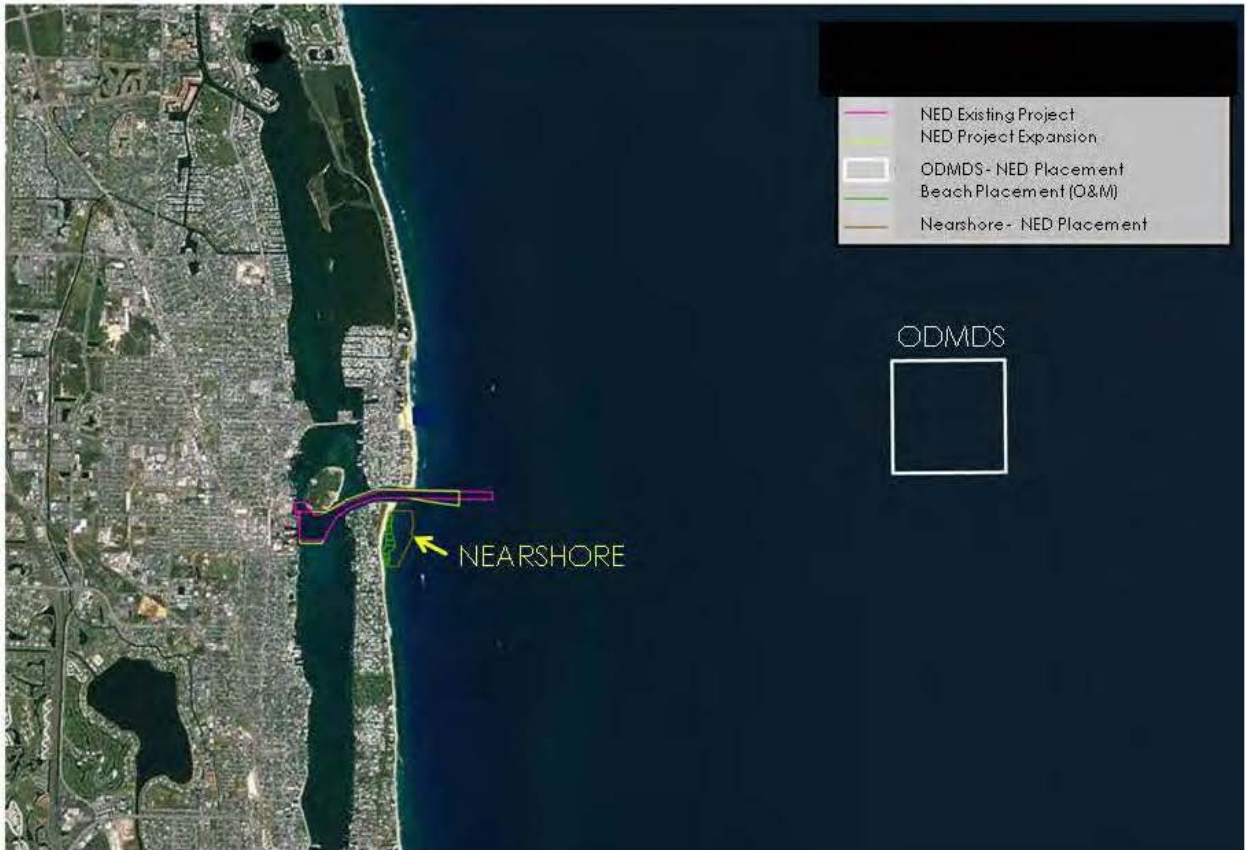 NED Existing Project
NED Project Expansion
ODMDS - NED Placement
Beach Placement (O&M)
Nearshore - NED Placement
ODMDS
NEARSHORE